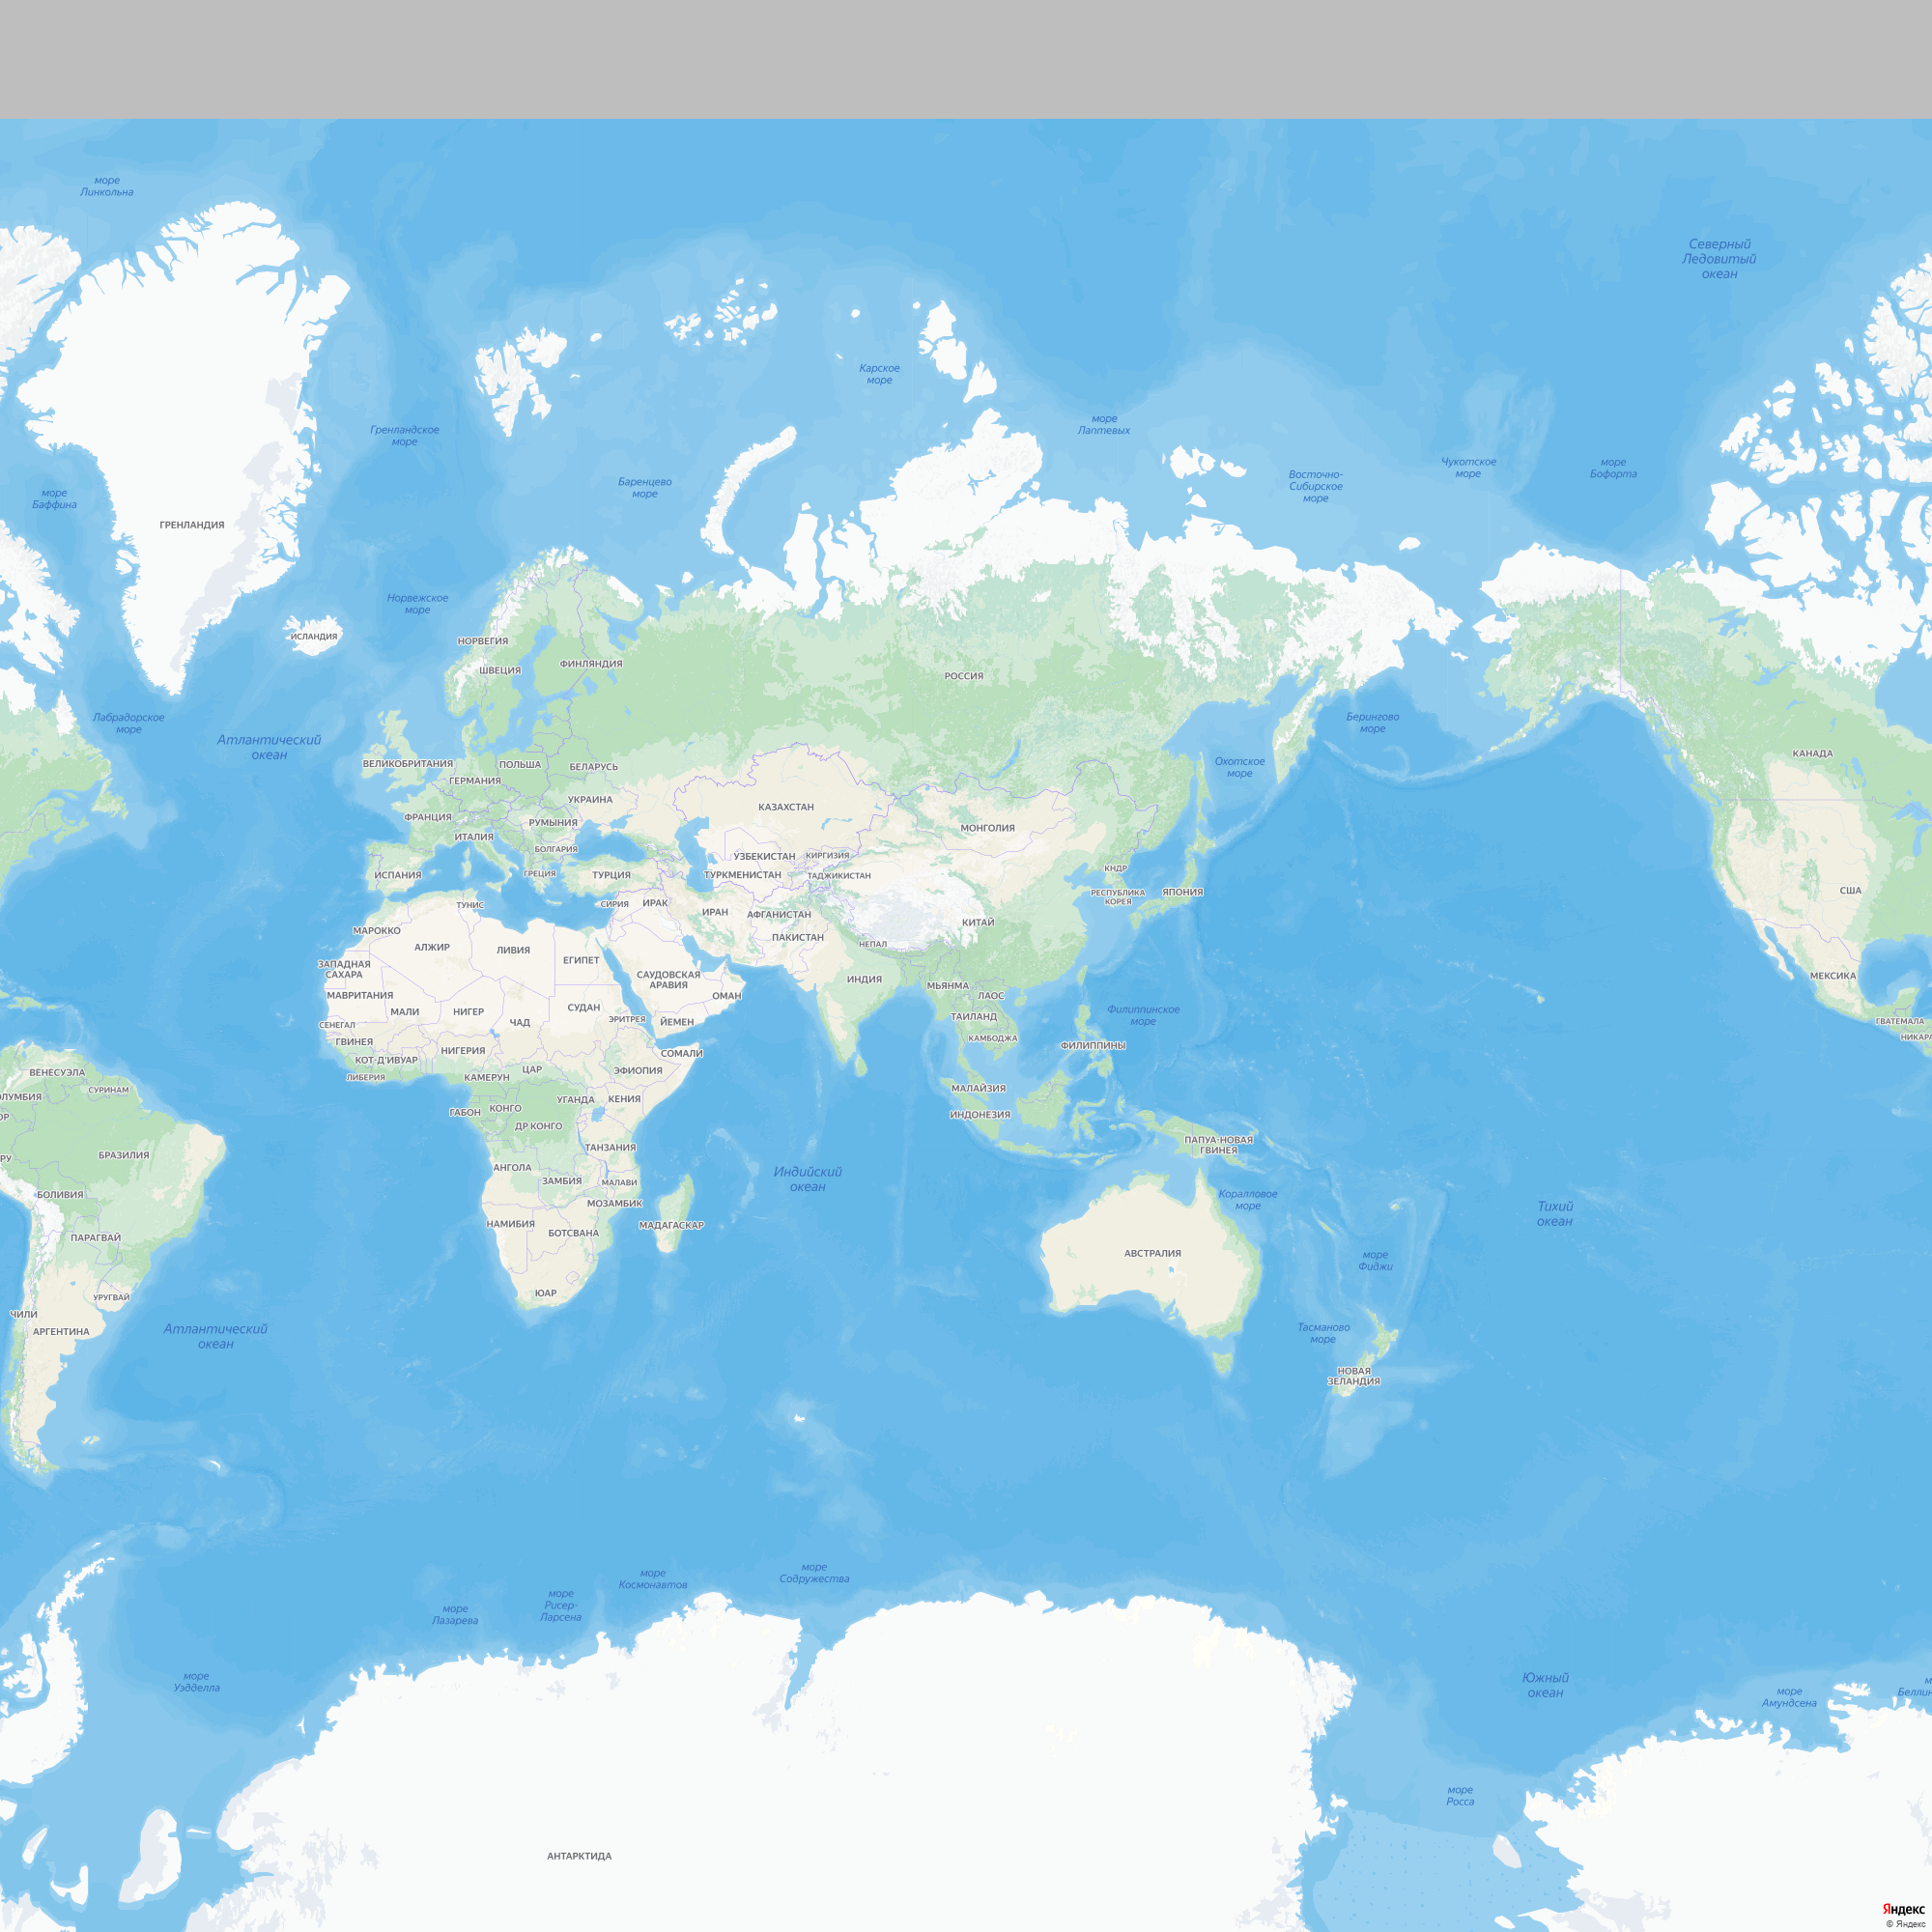 море
Линкольна
Северный
Ледовитый
океан
Карское
море
море
Лаптевых
Гренландское
море
Баренцево
море
Восточно-
Сибирское
море
Чукотское
море
море
Бофорта
море
Баффина
ГРЕНЛАНДИЯ
Норвежское
море
ИСЛАНДИЯ
НОРВЕГИЯ
ШВЕЦИЯ
ФИНЛЯНДИЯ
РОССИЯ
Лабрадорское
море
Атлантический
океан
Берингово
море
Охотское
море
КАНАДА
ВЕЛИКОБРИТАНИЯ
ПОЛЬША
БЕЛАРУСЬ
ГЕРМАНИЯ
УКРАИНА
КАЗАХСТАН
ФРАНЦИЯ
РУМЫНИЯ
МОНГОЛИЯ
ИТАЛИЯ
БОЛГАРИЯ
УЗБЕКИСТАН
КИРГИЗИЯ
ИСПАНИЯ
ГРЕЦИЯ
ТУРЦИЯ
ТУРКМЕНИСТАН
ТАДЖИКИСТАН
КНДР
РЕСПУБЛИКА
КОРЕЯ
ЯПОНИЯ
США
ТУНИС
СИРИЯ
ИРАК
ИРАН
АФГАНИСТАН
КИТАЙ
МАРОККО
ПАКИСТАН
НЕПАЛ
АЛЖИР
ЛИВИЯ
ЕГИПЕТ
ЗАПАДНАЯ
САХАРА
САУДОВСКАЯ
АРАВИЯ
ИНДИЯ
МЬЯНМА
ЛАОС
МЕКСИКА
МАВРИТАНИЯ
ОМАН
МАЛИ
НИГЕР
ЧАД
СУДАН
ЭРИТРЕЯ
ЙЕМЕН
ТАИЛАНД
Филиппинское
море
ГВАТЕМАЛА
СЕНЕГАЛ
ГВИНЕЯ
НИГЕРИЯ
СОМАЛИ
КАМБОДЖА
ФИЛИППИНЫ
НИКАРА
КОТ-Д'ИВУАР
ЦАР
ЭФИОПИЯ
ВЕНЕСУЭЛА
ЛИБЕРИЯ
КАМЕРУН
МАЛАЙЗИЯ
СУРИНАМ
ОЛУМБИЯ
УГАНДА
КЕНИЯ
ГАБОН
КОНГО
ИНДОНЕЗИЯ
ОР
ДР КОНГО
ПАПУА-НОВАЯ
ГВИНЕЯ
РУ
БРАЗИЛИЯ
ТАНЗАНИЯ
АНГОЛА
ЗАМБИЯ
МАЛАВИ
Индийский
океан
БОЛИВИЯ
МОЗАМБИК
Коралловое
море
НАМИБИЯ
БОТСВАНА
МАДАГАСКАР
Тихий
океан
ПАРАГВАЙ
АВСТРАЛИЯ
море
Фиджи
УРУГВАЙ
ЮАР
ЧИЛИ
АРГЕНТИНА
Атлантический
океан
Тасманово
море
НОВАЯ
ЗЕЛАНДИЯ
море
Космонавтов
море
Содружества
море
Лазарева
море
Рисер-
Ларсена
море
Уэдделла
Южный
океан
море
Амундсена
м
Беллин
море
Росса
АНТАРКТИДА
Яндекс
© Яндекс